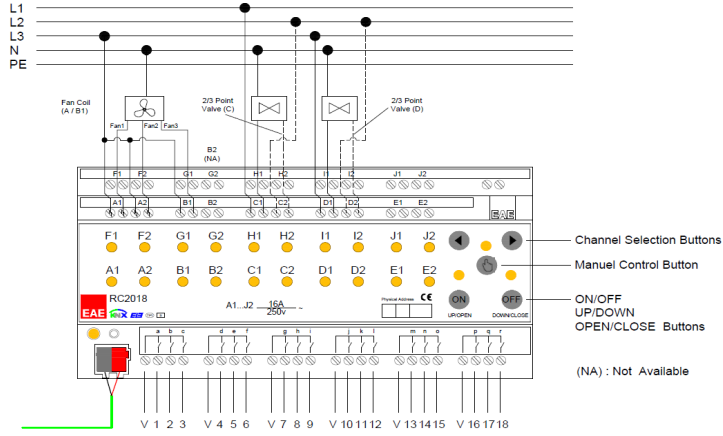 L1
L2
L3
N
PE
Fan Coil
(A / B1)
Fan1 Fan2 Fan3
2/3 Point
Valve (C)
2/3 Point
Valve (D)
B2
(NA)
F1 F2 G1 G2 H1 H2 I1 I2 J1 J2
A1 A2 B1 B2 C1 C2 D1 D2 E1 E2
EAE
F1 F2 G1 G2 H1 H2 I1 I2 J1 J2
A1 A2 B1 B2 C1 C2 D1 D2 E1 E2
Channel Selection Buttons
Manuel Control Button
ON OFF
UP/OPEN DOWN/CLOSE
ON/OFF
UP/DOWN
OPEN/CLOSE Buttons
EAE RC2018
KNX
A1...J2 16A
250v
Physical Address CE
a b c d e f g h i j k l m n o p q r
(NA) : Not Available
V 1 2 3 V 4 5 6 V 7 8 9 V 10 11 12 V 13 14 15 V 16 17 18